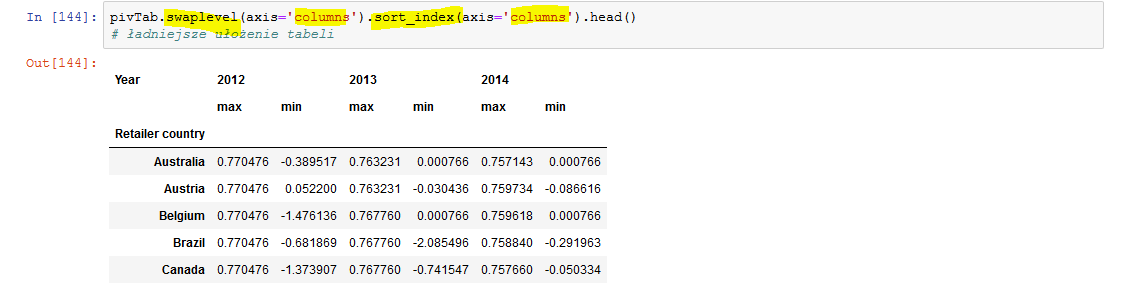 In [144]: pivTab.swaplevel(axis='columns').sort_index(axis='columns').head()
# ładniejsze ułożenie tabeli
Out[144]:
Year 2012 2013 2014
max min max min max min
Retailer country
Australia 0.770476 -0.389517 0.763231 0.000766 0.757143 0.000766
Austria 0.770476 0.052200 0.763231 -0.030436 0.759734 -0.086616
Belgium 0.770476 -1.476136 0.767760 0.000766 0.759618 0.000766
Brazil 0.770476 -0.681869 0.767760 -2.085496 0.758840 -0.291963
Canada 0.770476 -1.373907 0.767760 -0.741547 0.757660 -0.050334